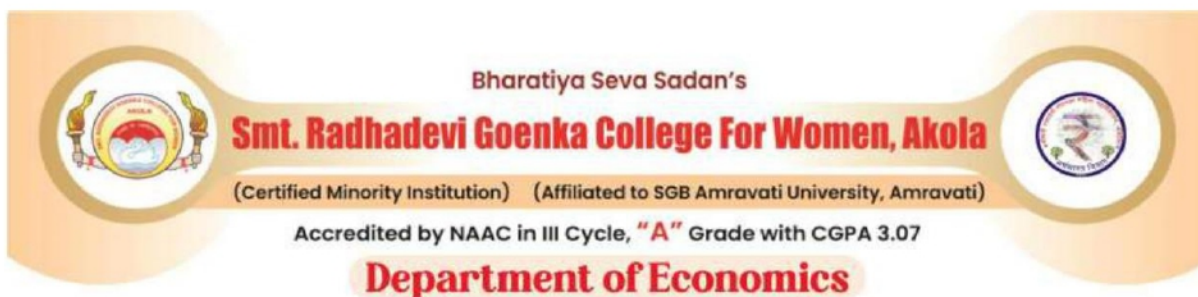 Bharatiya Seva Sadan's
Smt. Radhadevi Goenka College For Women, Akola
(Certified Minority Institution) (Affiliated to SGB Amravati University, Amravati)
Accredited by NAAC in III Cycle, "A" Grade with CGPA 3.07
Department of Economics